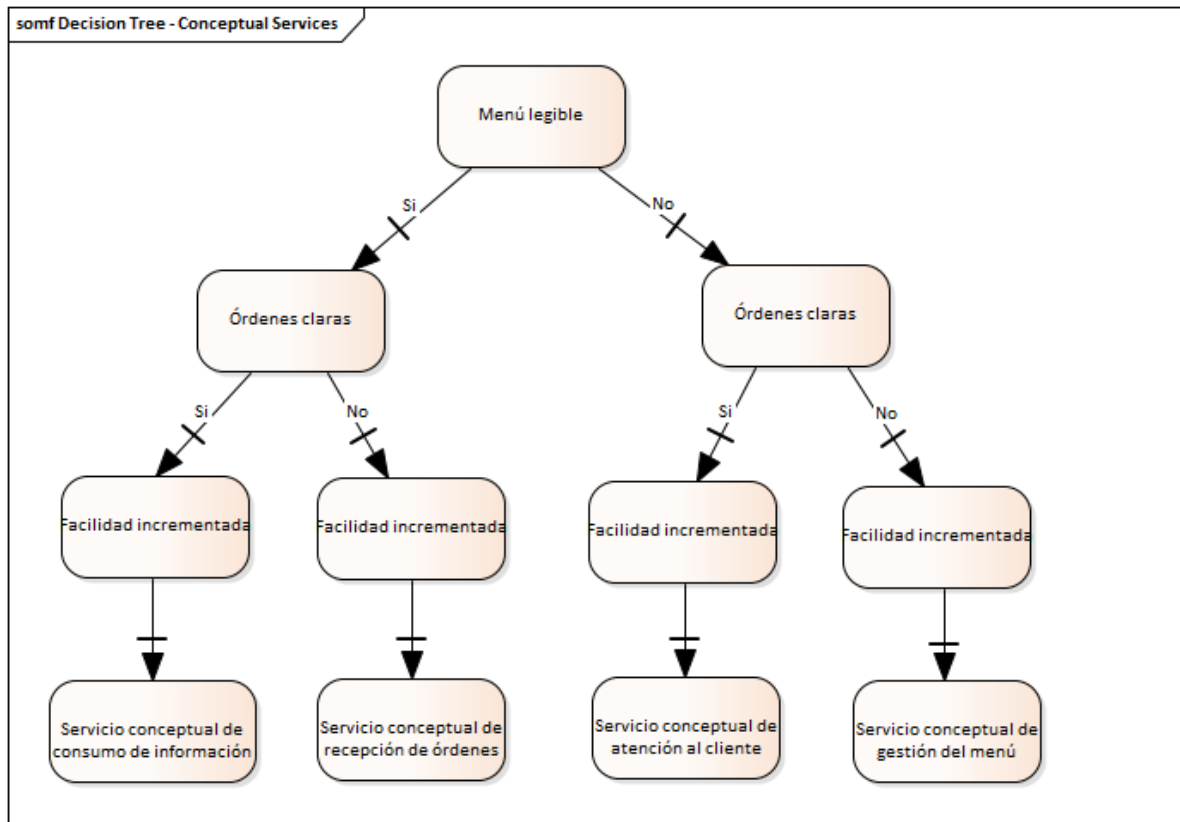 somf Decision Tree - Conceptual Services
Menú legible
Si
No
Órdenes claras
Órdenes claras
Si
No
Si
No
Facilidad incrementada
Facilidad incrementada
Facilidad incrementada
Facilidad incrementada
Servicio conceptual de
consumo de información
Servicio conceptual de
recepción de órdenes
Servicio conceptual de
atención al cliente
Servicio conceptual de
gestión del menú